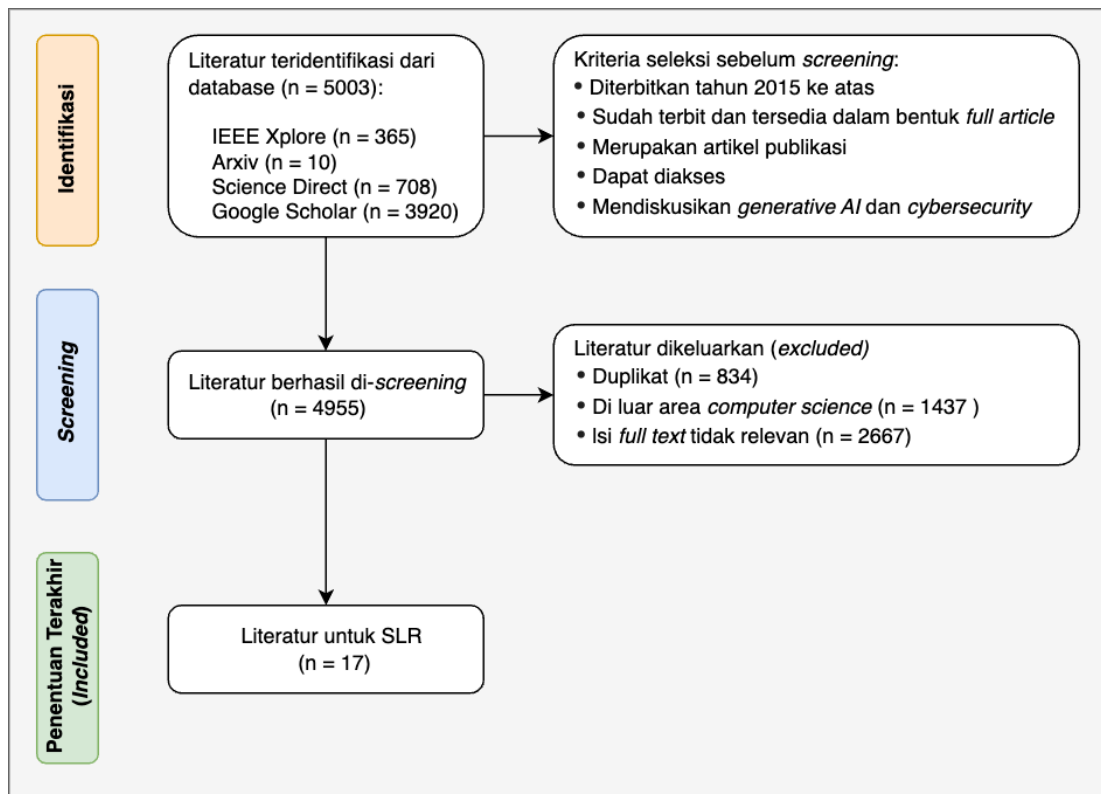 Identifikasi
Literatur teridentifikasi dari
database (n = 5003):
IEEE Xplore (n = 365)
Arxiv (n = 10)
Science Direct (n = 708)
Google Scholar (n = 3920)
Kriteria seleksi sebelum screening:
• Diterbitkan tahun 2015 ke atas
• Sudah terbit dan tersedia dalam bentuk full article
• Merupakan artikel publikasi
• Dapat diakses
• Mendiskusikan generative AI dan cybersecurity
Screening
Literatur berhasil di-screening
(n = 4955)
Literatur dikeluarkan (excluded)
• Duplikat (n = 834)
• Di luar area computer science (n = 1437 )
• Isi full text tidak relevan (n = 2667)
Penentuan Terakhir
(Included)
Literatur untuk SLR
(n = 17)